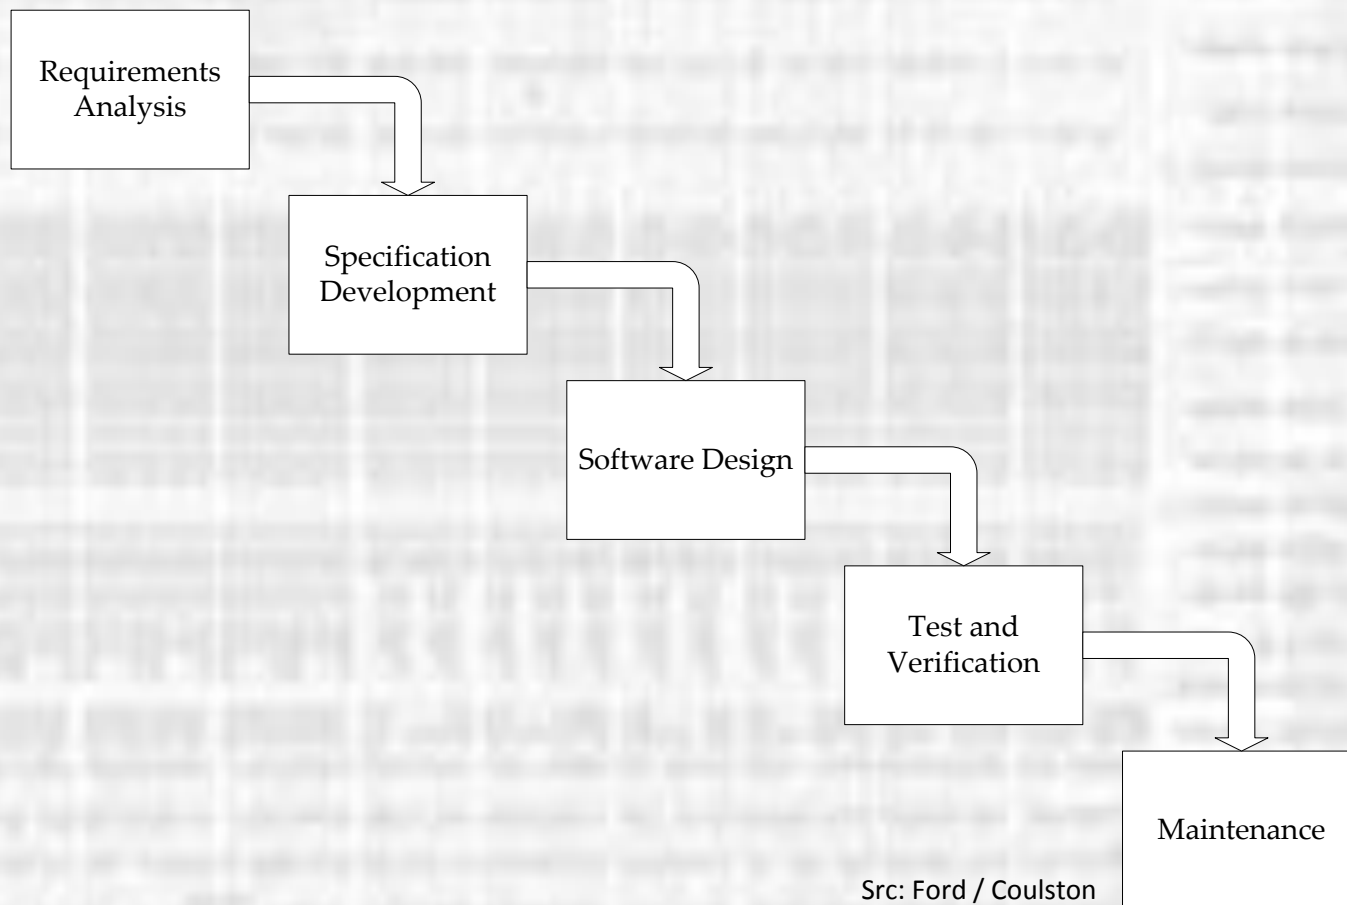 Requirements
Analysis
Specification
Development
Software Design
Test and
Verification
Maintenance
Src: Ford / Coulston